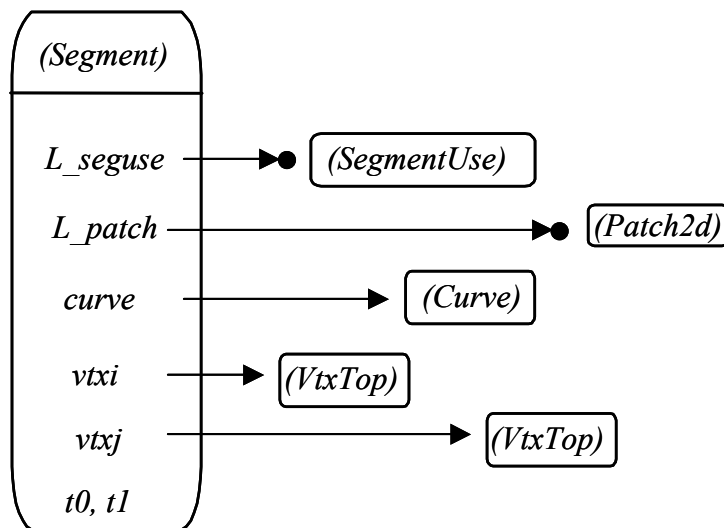 (Segment)
L_seguse (SegmentUse)
L_patch (Patch2d)
curve (Curve)
vtxi (VtxTop)
vtxj (VtxTop)
t0, t1